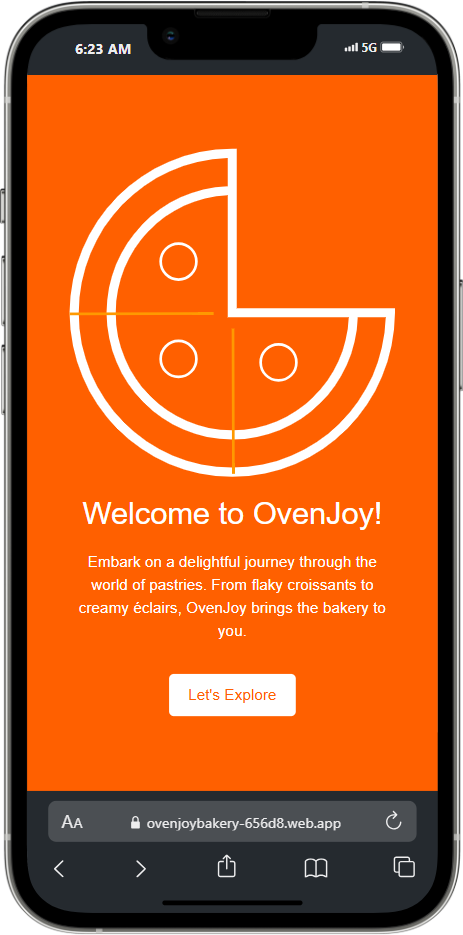 6:23 AM
5G
Welcome to OvenJoy!
Embark on a delightful journey through the
world of pastries. From flaky croissants to
creamy éclairs, OvenJoy brings the bakery to
you.
Let's Explore
AA
ovenjoybakery-656d8.web.app